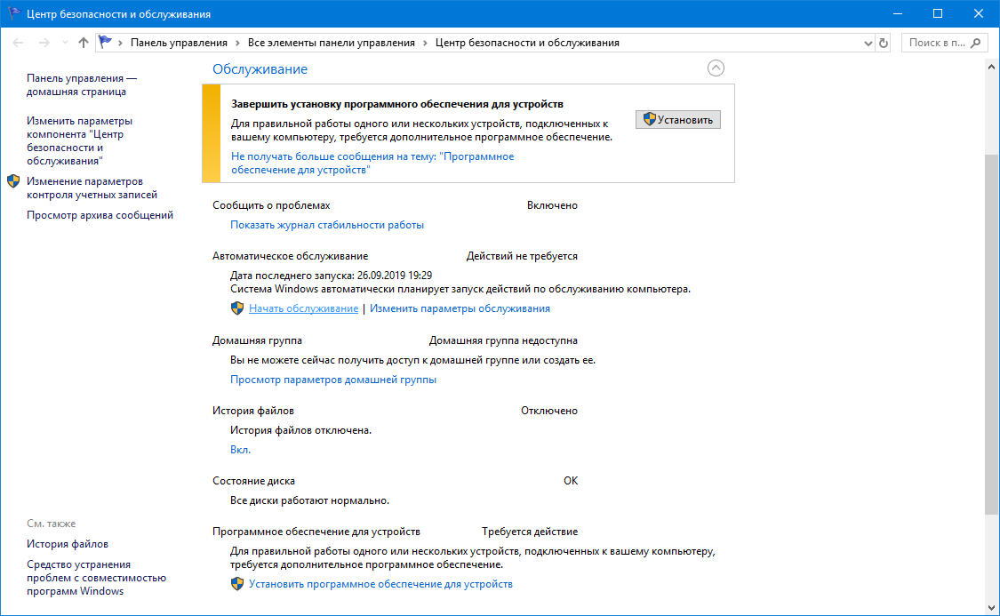 Центр безопасности и обслуживания
Панель управления
Все элементы панели управления
Центр безопасности и обслуживания
Поиск в п...
Панель управления —
домашняя страница
Изменить параметры
компонента "Центр
безопасности и
обслуживания"
Изменение параметров
контроля учетных записей
Просмотр архива сообщений
Обслуживание
Завершить установку программного обеспечения для устройств
Для правильной работы одного или нескольких устройств, подключенных к
вашему компьютеру, требуется дополнительное программное обеспечение.
Установить
Не получать больше сообщения на тему: "Программное
обеспечение для устройств"
Сообщить о проблемах Включено
Показать журнал стабильности работы
Автоматическое обслуживание Действий не требуется
Дата последнего запуска: 26.09.2019 19:29
Система Windows автоматически планирует запуск действий по обслуживанию компьютера.
Начать обслуживание | Изменить параметры обслуживания
Домашняя группа Домашняя группа недоступна
Вы не можете сейчас получить доступ к домашней группе или создать ее.
Просмотр параметров домашней группы
История файлов Отключено
История файлов отключена.
Вкл.
Состояние диска ОК
Все диски работают нормально.
Программное обеспечение для устройств Требуется действие
Для правильной работы одного или нескольких устройств, подключенных к вашему компьютеру,
требуется дополнительное программное обеспечение.
Установить программное обеспечение для устройств
См. также
История файлов
Средство устранения
проблем с совместимостью
программ Windows